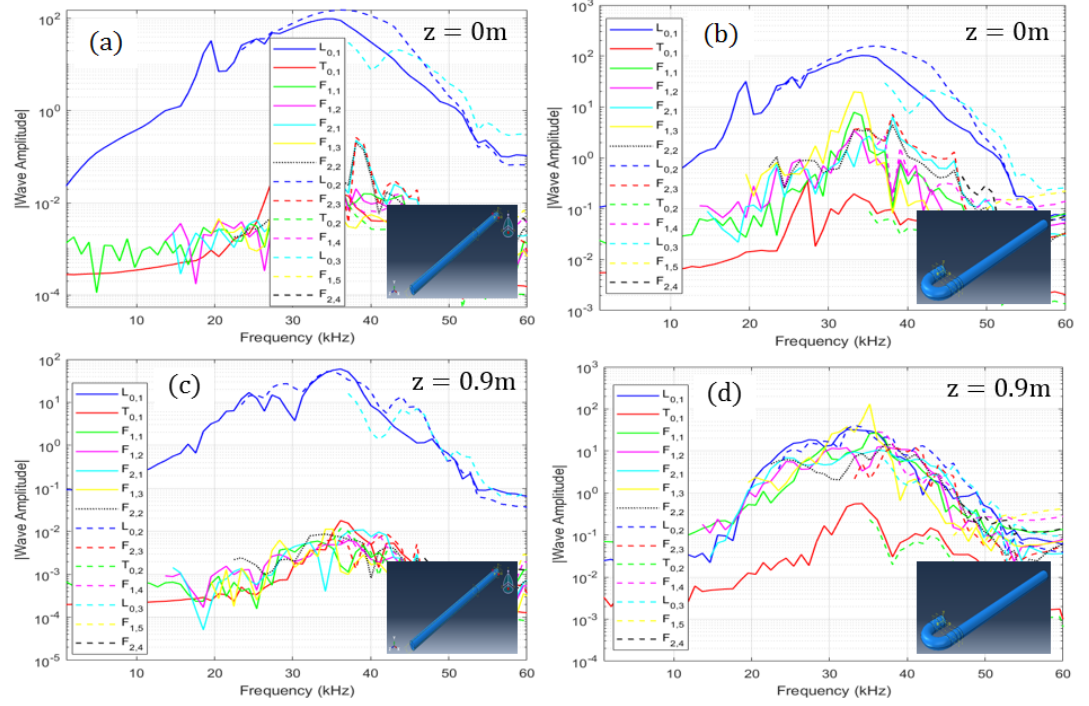 (a)
z = 0m
|Wave Amplitude|
10^2
10^0
10^-2
10^-4
10 20 30 40 50 60
Frequency (kHz)
L0,1
T0,1
F1,1
F1,2
F2,1
F1,3
F2,2
L0,2
F2,3
T0,2
F1,4
L0,3
F1,5
F2,4
(b)
z = 0m
|Wave Amplitude|
10^3
10^2
10^1
10^0
10^-1
10^-2
10^-3
10 20 30 40 50 60
Frequency (kHz)
L0,1
T0,1
F1,1
F1,2
F2,1
F1,3
F2,2
L0,2
F2,3
T0,2
F1,4
L0,3
F1,5
F2,4
(c)
z = 0.9m
|Wave Amplitude|
10^2
10^1
10^0
10^-1
10^-2
10^-3
10^-4
10^-5
10 20 30 40 50 60
Frequency (kHz)
L0,1
T0,1
F1,1
F1,2
F2,1
F1,3
F2,2
L0,2
F2,3
T0,2
F1,4
L0,3
F1,5
F2,4
(d)
z = 0.9m
|Wave Amplitude|
10^3
10^2
10^1
10^0
10^-1
10^-2
10^-3
10^-4
10 20 30 40 50 60
Frequency (kHz)
L0,1
T0,1
F1,1
F1,2
F2,1
F1,3
F2,2
L0,2
F2,3
T0,2
F1,4
L0,3
F1,5
F2,4